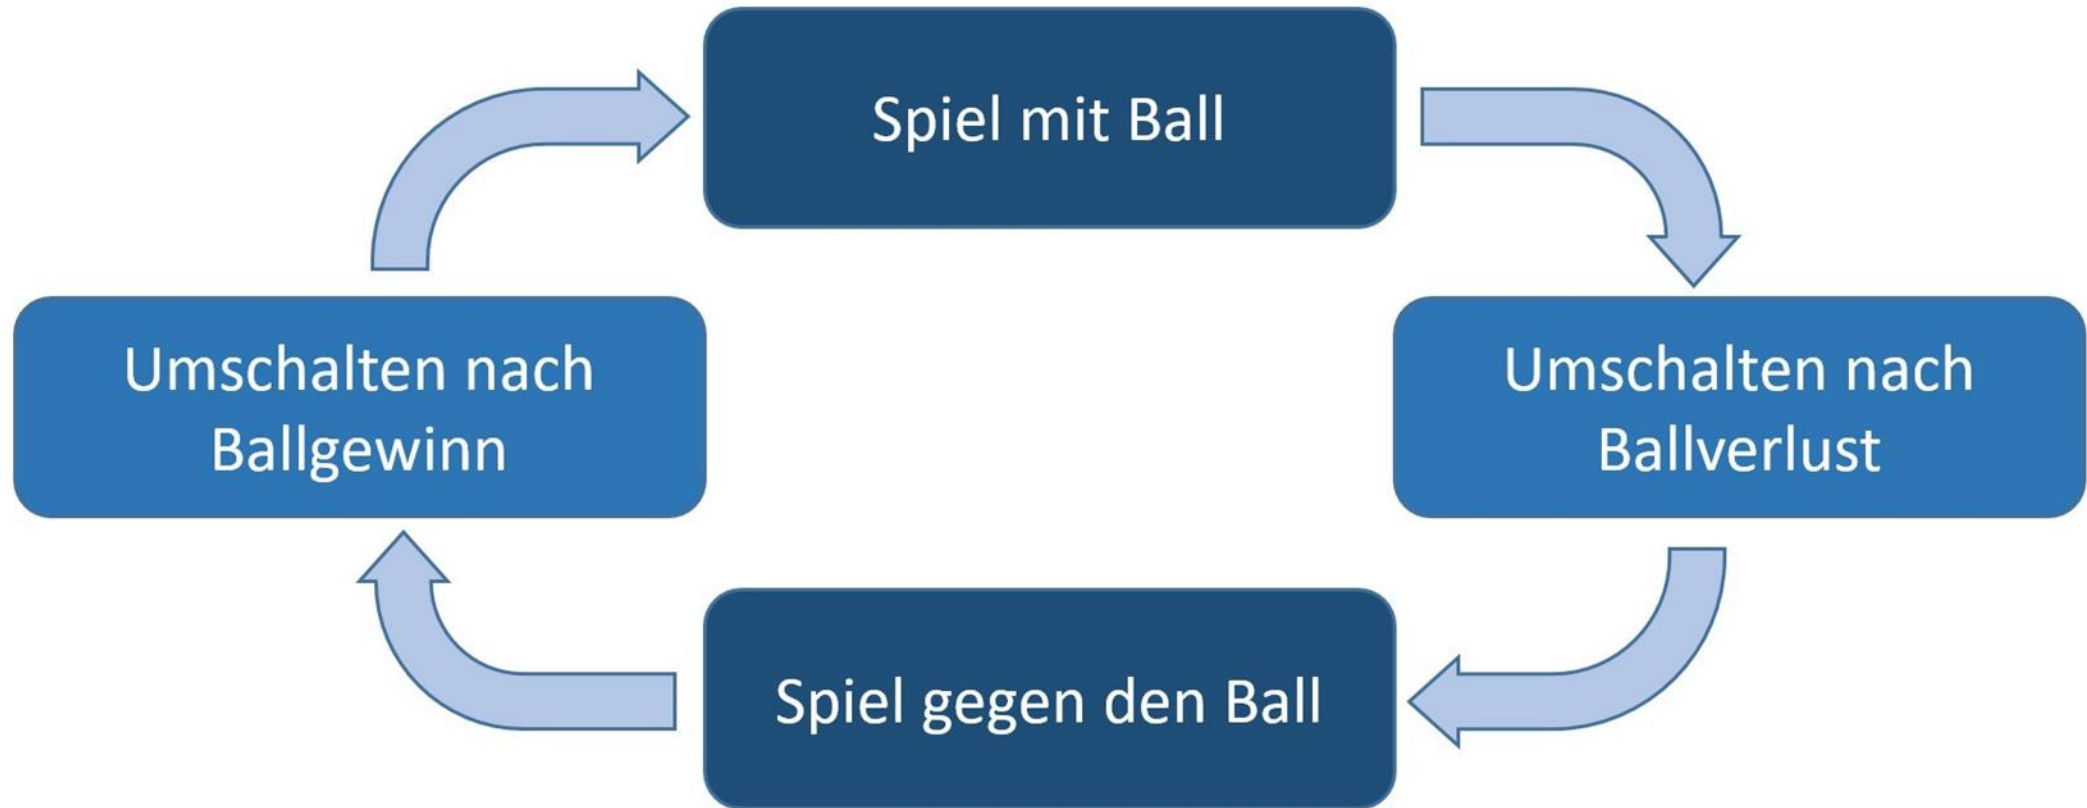 Spiel mit Ball
Umschalten nach
Ballgewinn
Umschalten nach
Ballverlust
Spiel gegen den Ball